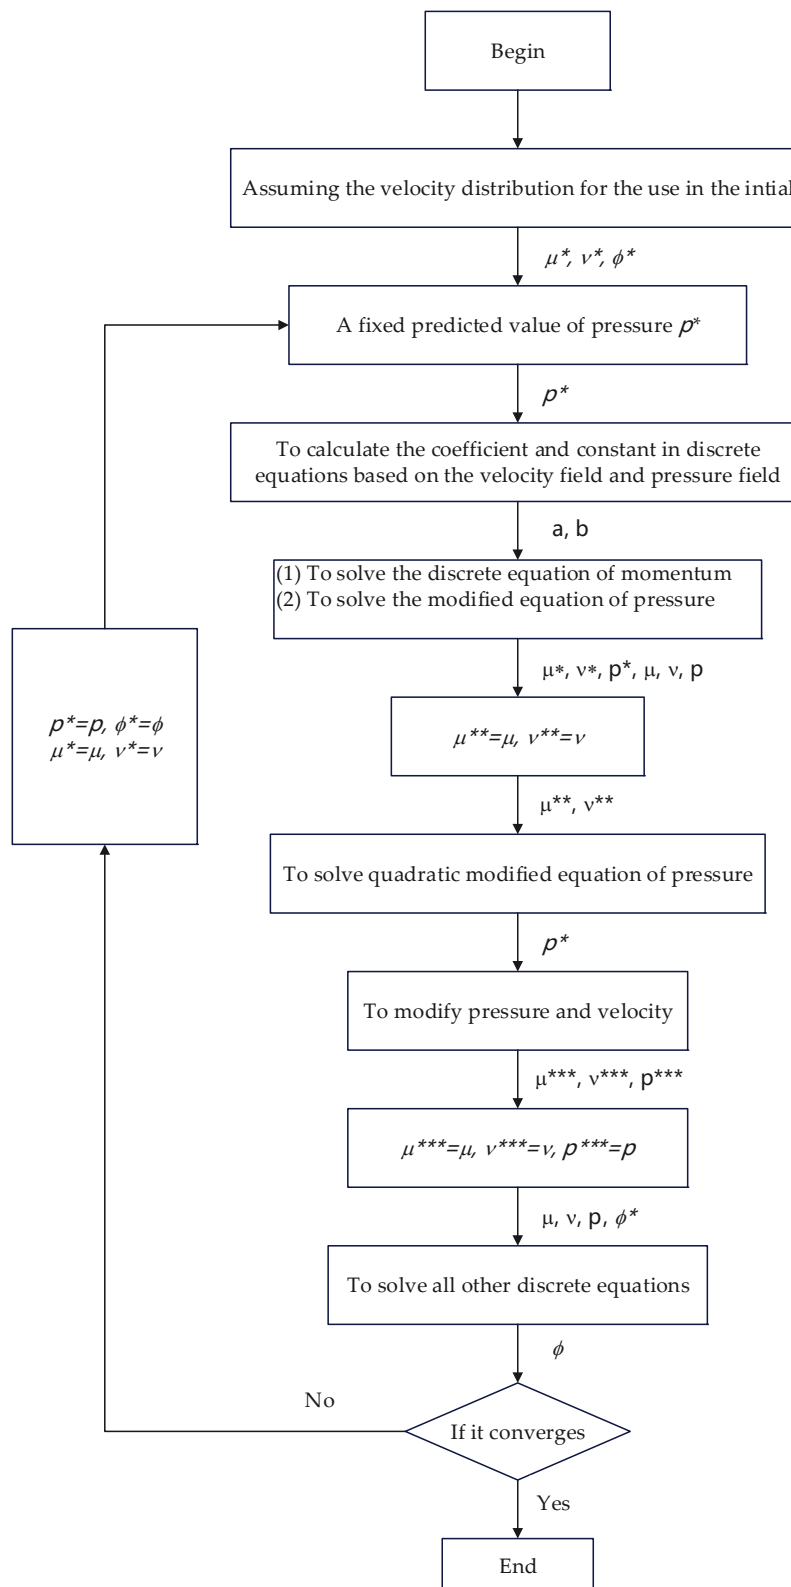 Begin
Assuming the velocity distribution for the use in the intial
μ*, ν*, ϕ*
A fixed predicted value of pressure p*
p*
To calculate the coefficient and constant in discrete
equations based on the velocity field and pressure field
a, b
(1) To solve the discrete equation of momentum
(2) To solve the modified equation of pressure
μ*, ν*, p*, μ, ν, p
p*=p, ϕ*=ϕ
μ*=μ, ν*=ν
μ**=μ, ν**=ν
μ**, ν**
To solve quadratic modified equation of pressure
p*
To modify pressure and velocity
μ***, ν***, p***
μ***=μ, ν***=ν, p***=p
μ, ν, p, ϕ*
To solve all other discrete equations
ϕ
No
If it converges
Yes
End